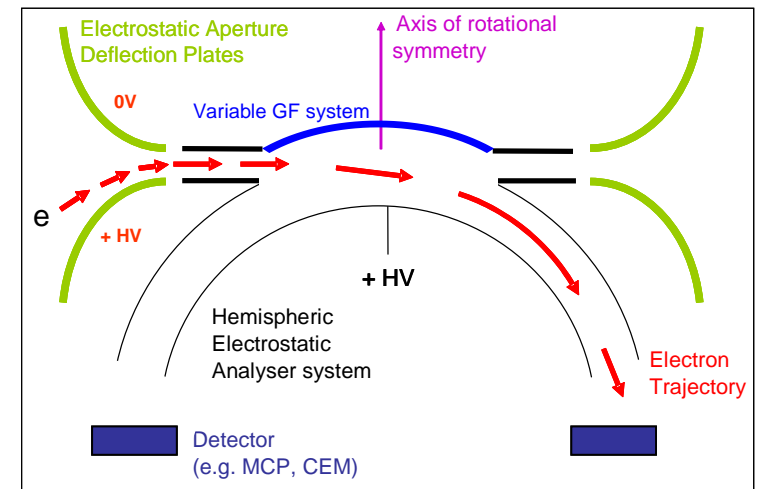 Electrostatic Aperture
Deflection Plates
Axis of rotational
symmetry
0V
Variable GF system
e
+ HV
+ HV
Hemispheric
Electrostatic
Analyser system
Electron
Trajectory
Detector
(e.g. MCP, CEM)